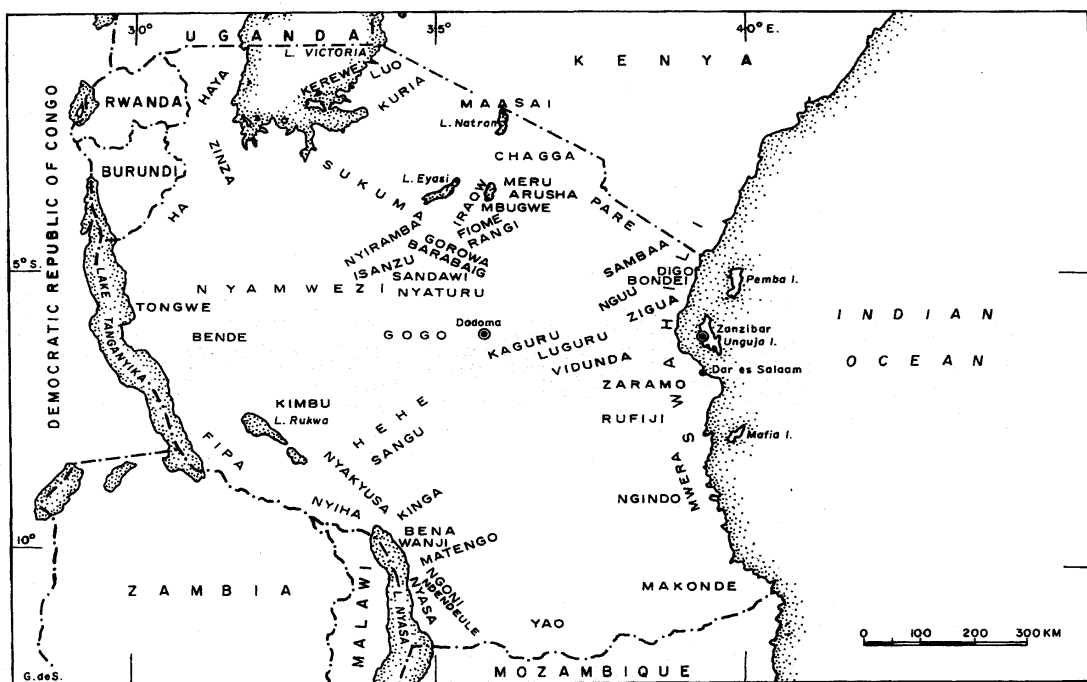 30°
35°
40° E.
UGANDA
L. VICTORIA
KENYA
LUO
HAYA
KEREWE
KURIA
RWANDA
MAASAI
L. Natron
DEMOCRATIC REPUBLIC OF CONGO
BURUNDI
ZINZA
CHAGGA
SUKUMA
L. Eyasi
IRAQW
MERU
ARUSHA
MBUGWE
HA
PARE
FIOME
RANGI
NYIRAMBA
GOROWA
BARABAIG
ISANZU
SANDAWI
NYATURU
SAMBAA
DIGO
BONDEI
Pemba I.
5° S.
NYAMWEZI
NGUU
ZIGUA
SWAHILI
LAKE TANGANYIKA
TONGWE
BENDE
GOGO
Dodoma
KAGURU
LUGURU
VIDUNDA
Zanzibar
Unguja I.
INDIAN
OCEAN
Dar es Salaam
ZARAMO
KIMBU
L. Rukwa
RUFIJI
Mafia I.
HEHE
SANGU
FIPA
NYAKYUSA
NYIHA
KINGA
NGINDO
MWERA
10°
BENA
WANJI
MATENGO
ZAMBIA
MALAWI
L. NYASA
NYASA
NGONI
NDENDEULE
MAKONDE
YAO
MOZAMBIQUE
0 100 200 300 KM
G.deS.